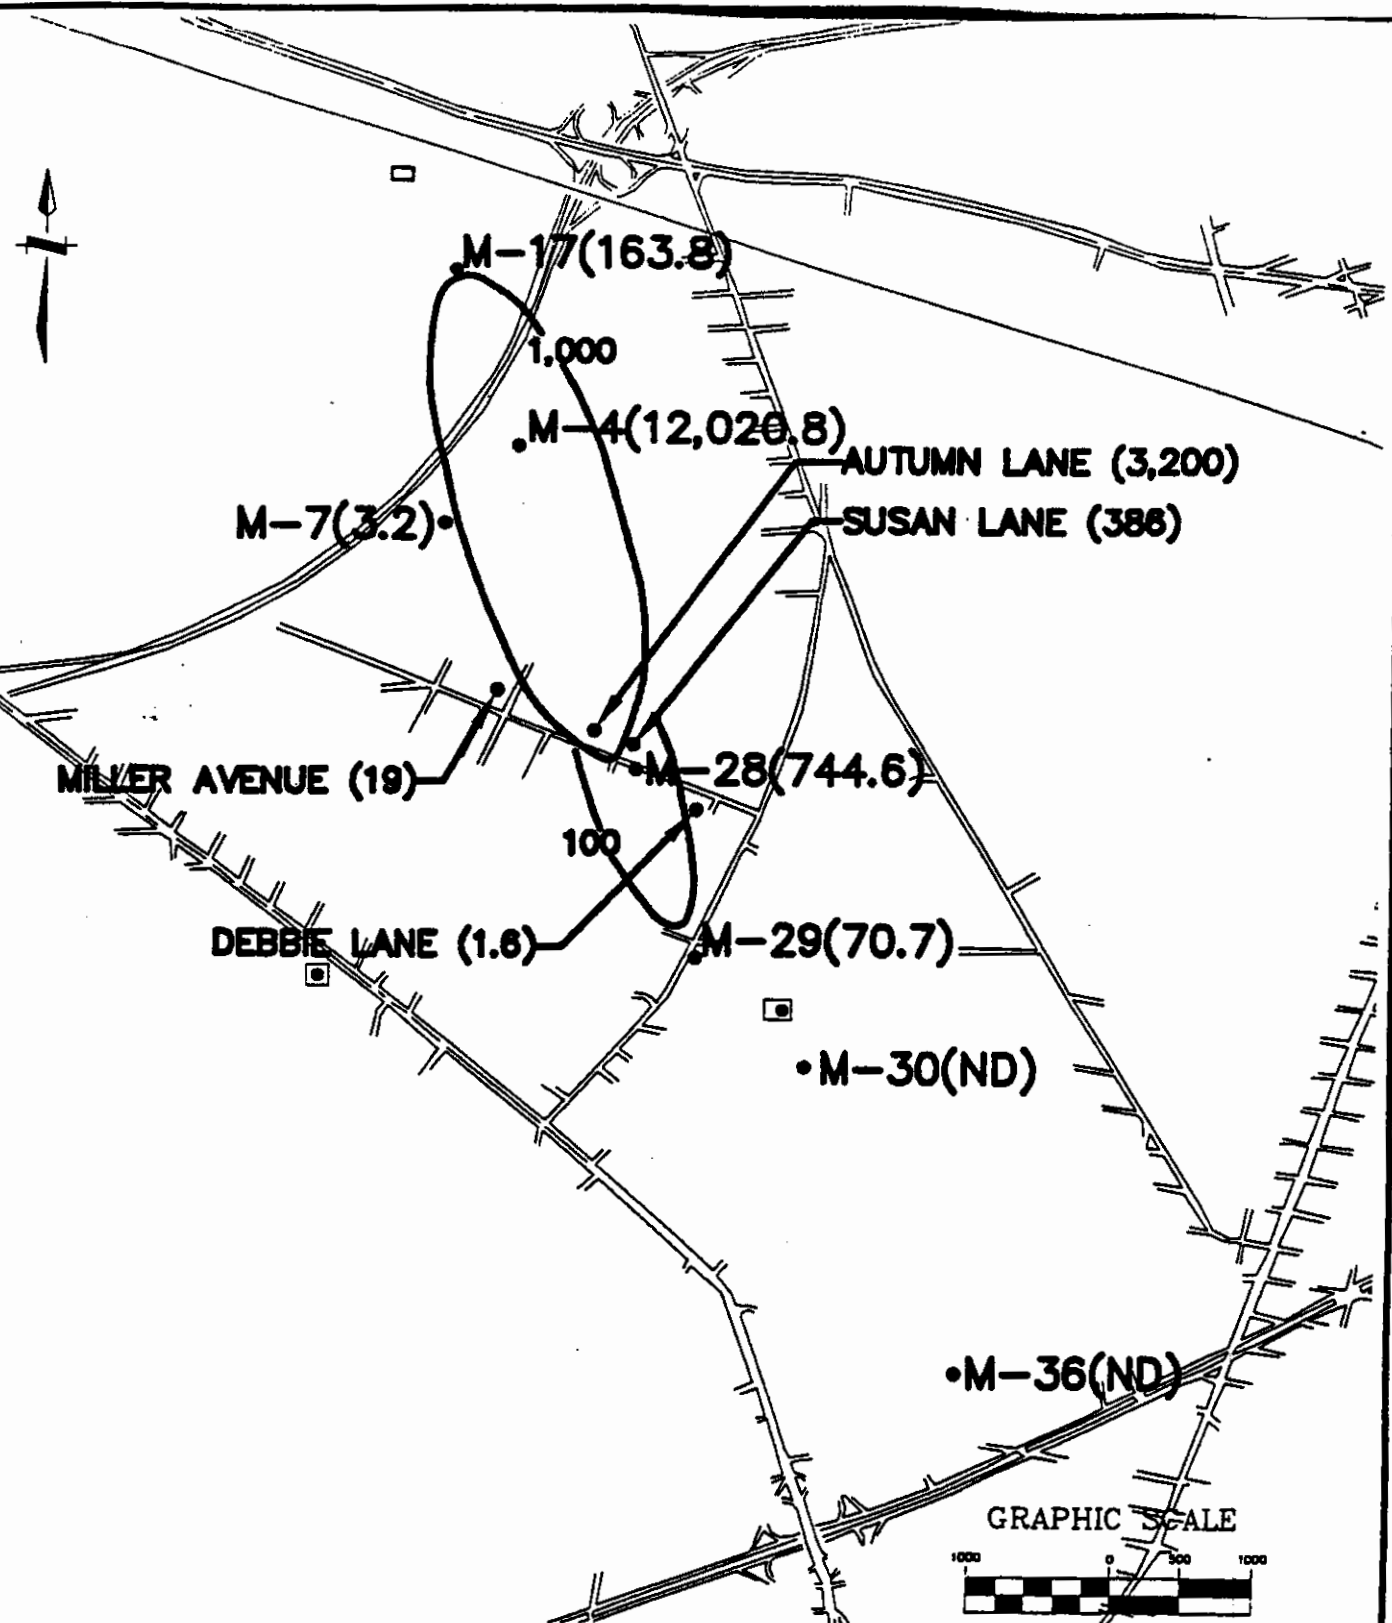 M-17(163.8)
1,000
M-4(12,020.8)
AUTUMN LANE (3,200)
M-7(3.2)
SUSAN LANE (386)
MILLER AVENUE (19)
M-28(744.6)
100
DEBBIE LANE (1.6)
M-29(70.7)
M-30(ND)
M-36(ND)
GRAPHIC SCALE
1000 0 500 1000